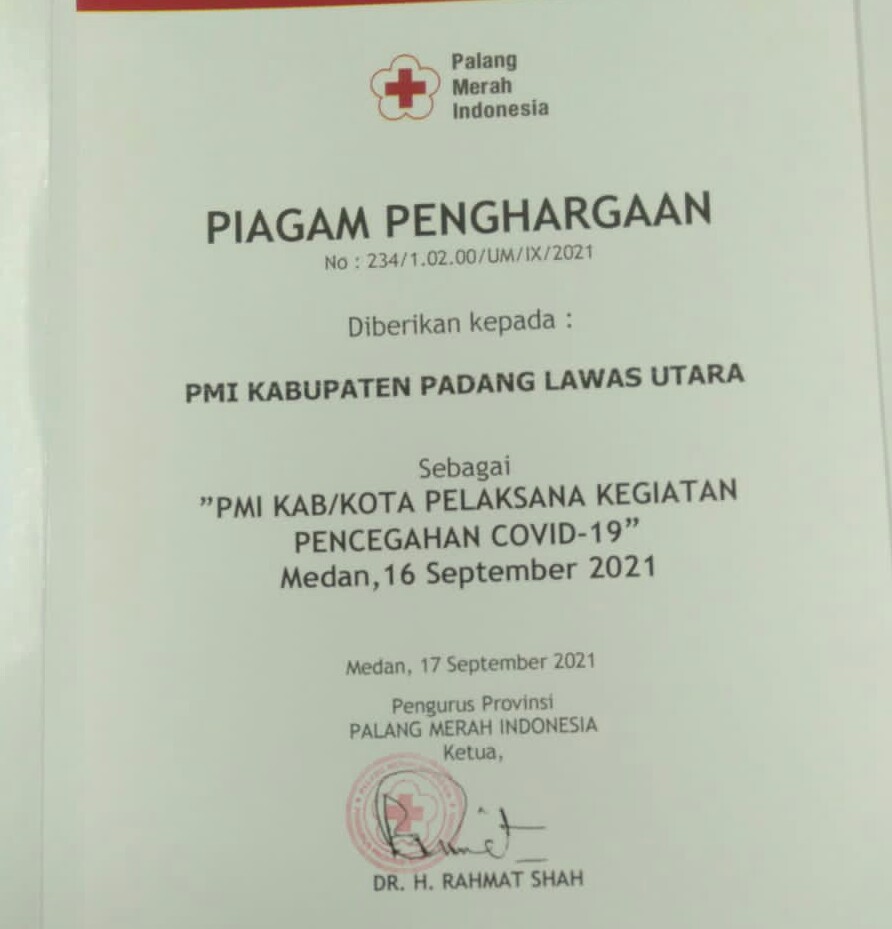 Palang
Merah
Indonesia
PIAGAM PENGHARGAAN
No : 234/1.02.00/UM/IX/2021
Diberikan kepada :
PMI KABUPATEN PADANG LAWAS UTARA
Sebagai
”PMI KAB/KOTA PELAKSANA KEGIATAN
PENCEGAHAN COVID-19”
Medan,16 September 2021
Medan, 17 September 2021
Pengurus Provinsi
PALANG MERAH INDONESIA
Ketua,
DR. H. RAHMAT SHAH